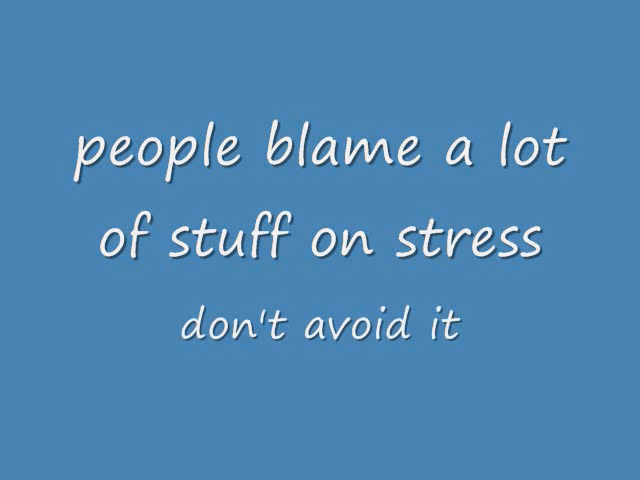 people blame a lot
of stuff on stress
don't avoid it